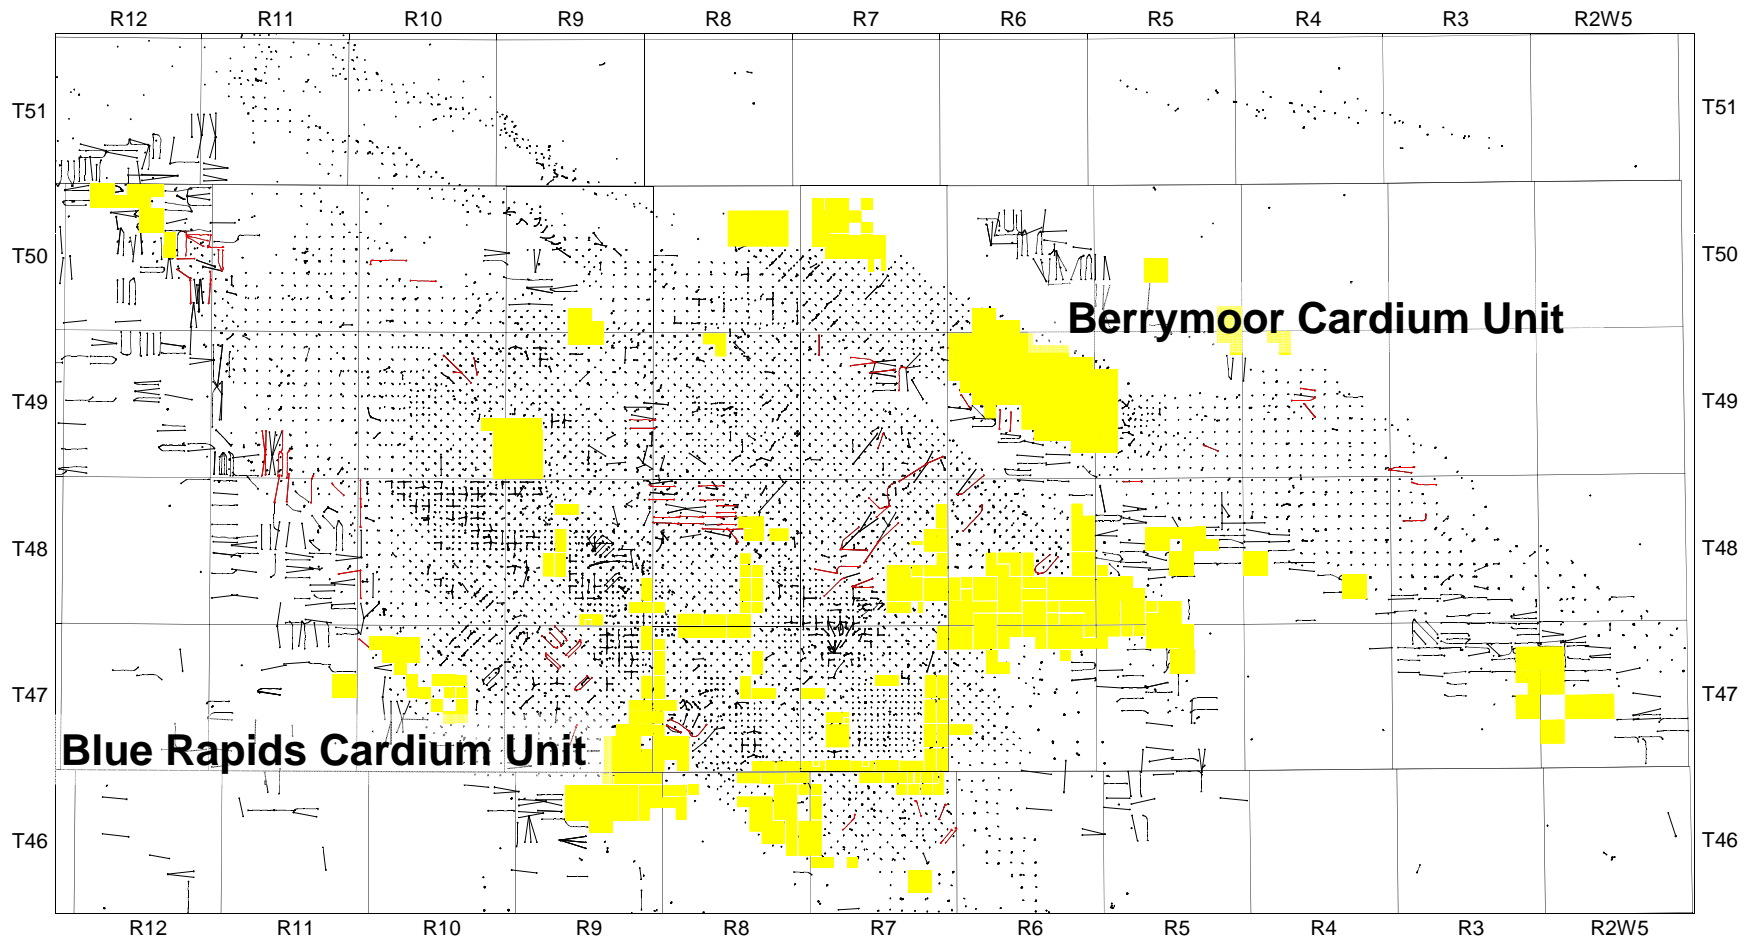 R12 R11 R10 R9 R8 R7 R6 R5 R4 R3 R2W5
T51 T51
T50 T50
Berrymoor Cardium Unit
T49 T49
T48 T48
T47 T47
Blue Rapids Cardium Unit
T46 T46
R12 R11 R10 R9 R8 R7 R6 R5 R4 R3 R2W5